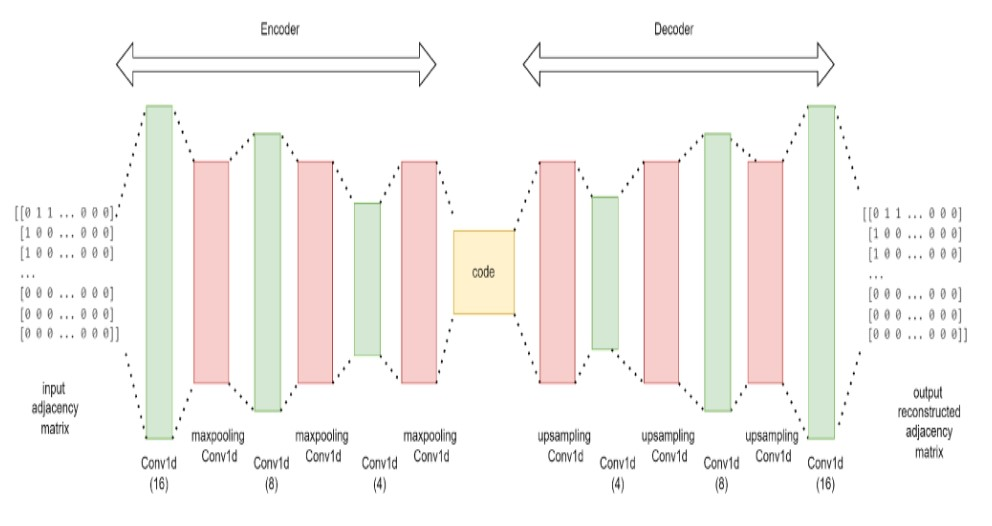 Encoder
Decoder
[[0 1 1 ... 0 0 0],
[1 0 0 ... 0 0 0]
[1 0 0 ... 0 0 0]
...
[0 0 0 ... 0 0 0]
[0 0 0 ... 0 0 0]
[0 0 0 ... 0 0 0]]
input
adjacency
matrix
Conv1d
(16)
maxpooling
Conv1d
Conv1d
(8)
maxpooling
Conv1d
Conv1d
(4)
maxpooling
Conv1d
code
upsampling
Conv1d
Conv1d
(4)
upsampling
Conv1d
Conv1d
(8)
upsampling
Conv1d
Conv1d
(16)
[[0 1 1 ... 0 0 0]
[1 0 0 ... 0 0 0]
[1 0 0 ... 0 0 0]
...
[0 0 0 ... 0 0 0]
[0 0 0 ... 0 0 0]
[0 0 0 ... 0 0 0]]
output
reconstructed
adjacency
matrix